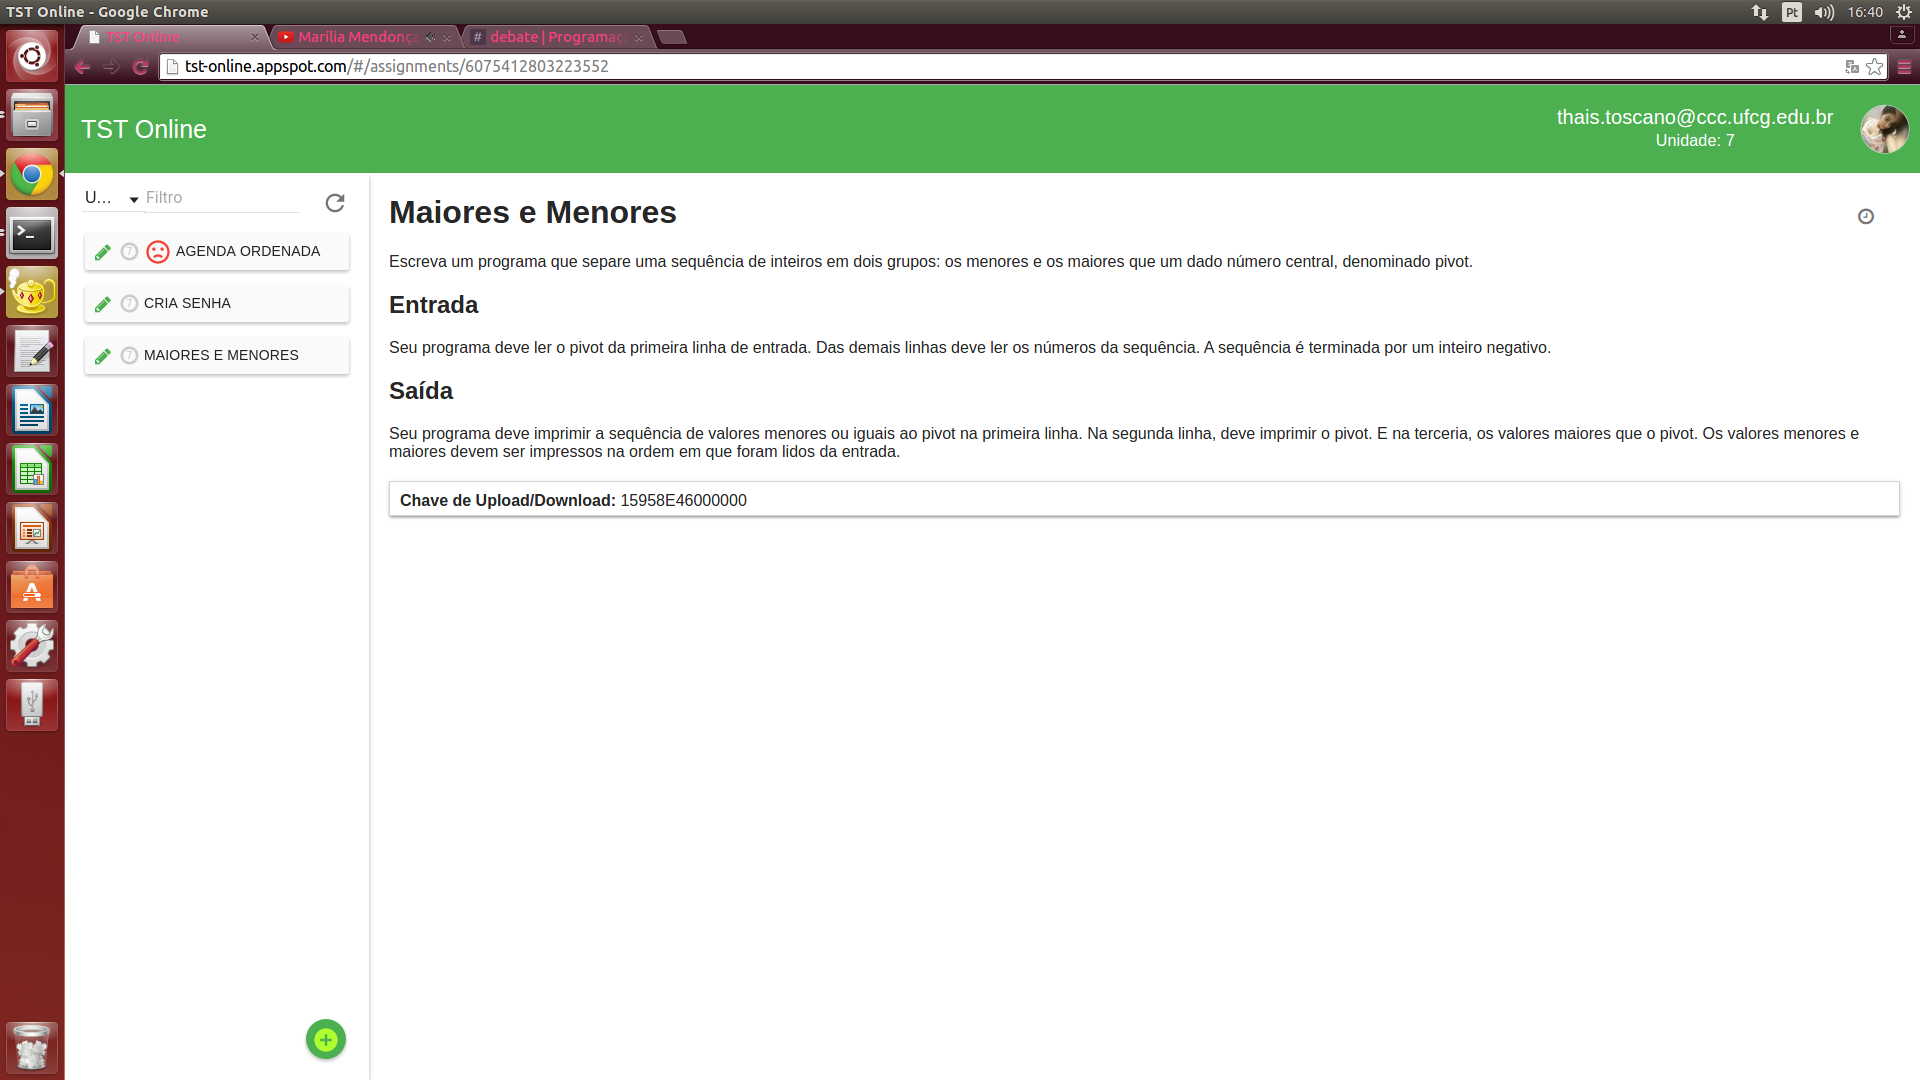 TST Online - Google Chrome
Pt
16:40
TST Online
Marília Mendonça
# debate | Programaç
tst-online.appspot.com/#/assignments/6075412803223552
TST Online
thais.toscano@ccc.ufcg.edu.br
Unidade: 7
U...
Filtro
7 AGENDA ORDENADA
7 CRIA SENHA
7 MAIORES E MENORES
Maiores e Menores
Escreva um programa que separe uma sequência de inteiros em dois grupos: os menores e os maiores que um dado número central, denominado pivot.
Entrada
Seu programa deve ler o pivot da primeira linha de entrada. Das demais linhas deve ler os números da sequência. A sequência é terminada por um inteiro negativo.
Saída
Seu programa deve imprimir a sequência de valores menores ou iguais ao pivot na primeira linha. Na segunda linha, deve imprimir o pivot. E na terceria, os valores maiores que o pivot. Os valores menores e
maiores devem ser impressos na ordem em que foram lidos da entrada.
Chave de Upload/Download: 15958E46000000